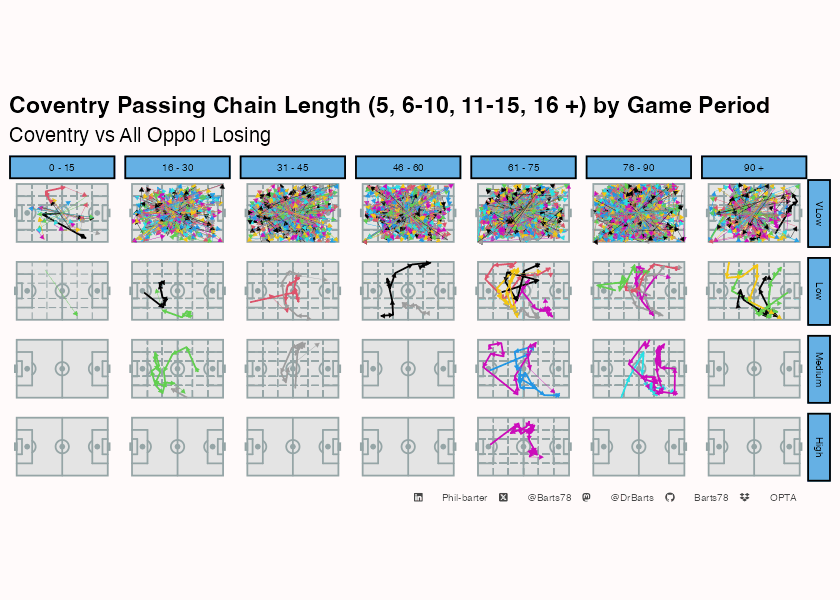 Coventry Passing Chain Length (5, 6-10, 11-15, 16 +) by Game Period
Coventry vs All Oppo l Losing
0 - 15 16 - 30 31 - 45 46 - 60 61 - 75 76 - 90 90 +
V.Low
Low
Medium
High
Phil-barter @Barts78 @DrBarts Barts78 OPTA